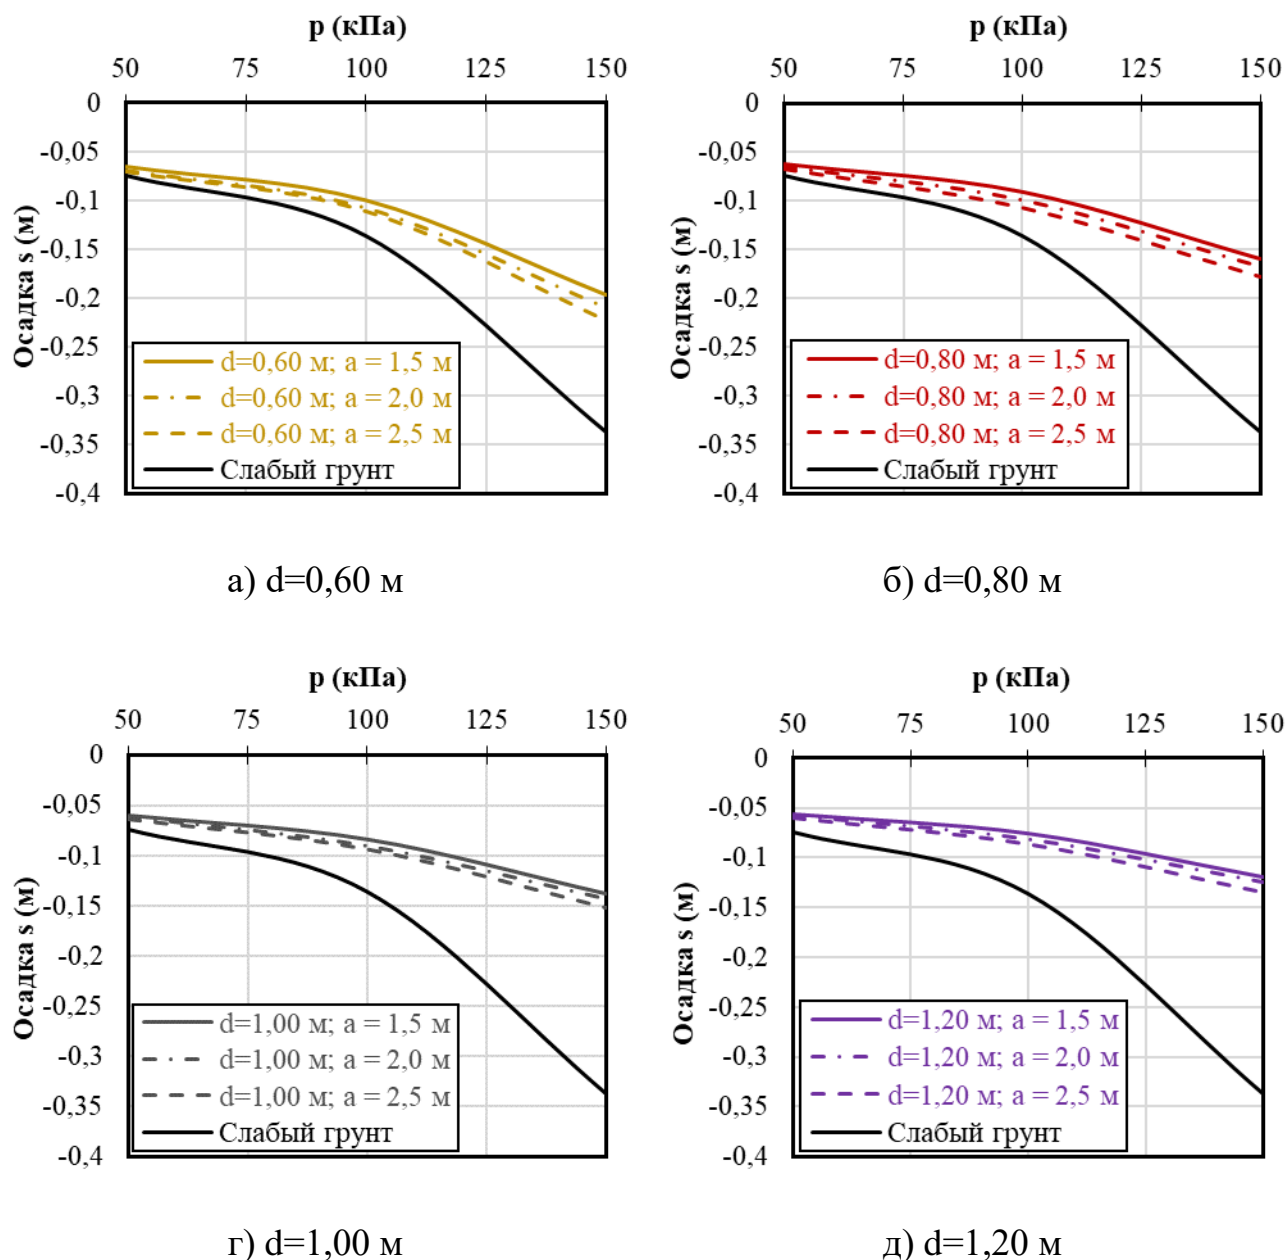 p (кПа)
50 75 100 125 150
0
-0,05
-0,1
-0,15
-0,2
-0,25
-0,3
-0,35
-0,4
Осадка s (м)
d=0,60 м; a = 1,5 м
d=0,60 м; a = 2,0 м
d=0,60 м; a = 2,5 м
Слабый грунт
а) d=0,60 м
p (кПа)
50 75 100 125 150
0
-0,05
-0,1
-0,15
-0,2
-0,25
-0,3
-0,35
-0,4
Осадка s (м)
d=0,80 м; a = 1,5 м
d=0,80 м; a = 2,0 м
d=0,80 м; a = 2,5 м
Слабый грунт
б) d=0,80 м
p (кПа)
50 75 100 125 150
0
-0,05
-0,1
-0,15
-0,2
-0,25
-0,3
-0,35
-0,4
Осадка s (м)
d=1,00 м; a = 1,5 м
d=1,00 м; a = 2,0 м
d=1,00 м; a = 2,5 м
Слабый грунт
г) d=1,00 м
p (кПа)
50 75 100 125 150
0
-0,05
-0,1
-0,15
-0,2
-0,25
-0,3
-0,35
-0,4
Осадка s (м)
d=1,20 м; a = 1,5 м
d=1,20 м; a = 2,0 м
d=1,20 м; a = 2,5 м
Слабый грунт
д) d=1,20 м